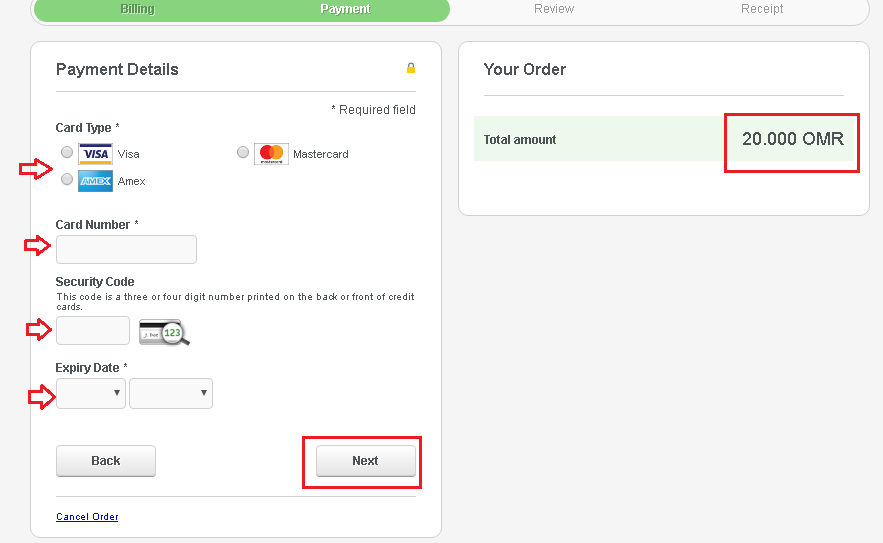 Billing
Payment
Review
Receipt
Payment Details
* Required field
Card Type *
VISA
Visa
mastercard
Mastercard
AMEX
Amex
Card Number *
Security Code
This code is a three or four digit number printed on the back or front of credit
cards.
123
Expiry Date *
Back
Next
Cancel Order
Your Order
Total amount
20.000 OMR